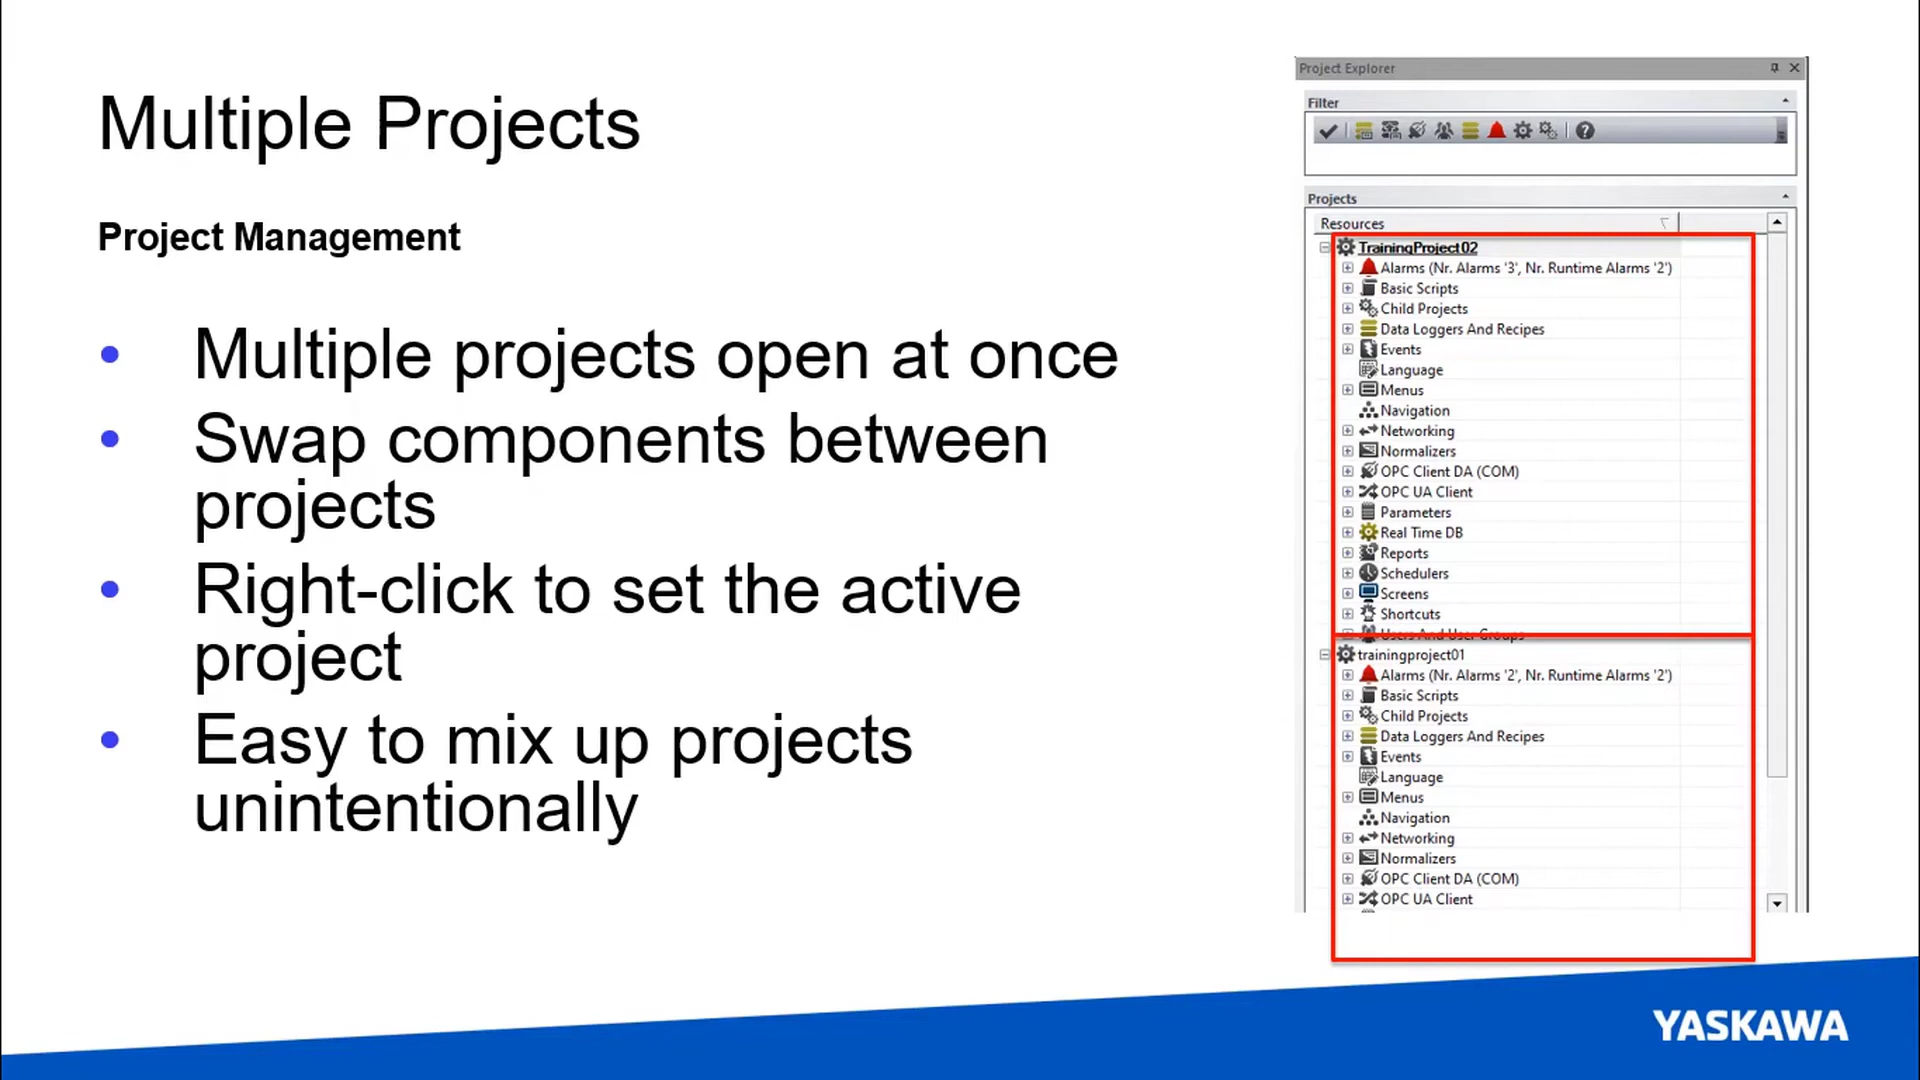 Multiple Projects
Project Management
• Multiple projects open at once
• Swap components between
projects
• Right-click to set the active
project
• Easy to mix up projects
unintentionally
Project Explorer
Filter
Projects
Resources
TrainingProject02
Alarms (Nr. Alarms '3', Nr. Runtime Alarms '2')
Basic Scripts
Child Projects
Data Loggers And Recipes
Events
Language
Menus
Navigation
Networking
Normalizers
OPC Client DA (COM)
OPC UA Client
Parameters
Real Time DB
Reports
Schedulers
Screens
Shortcuts
Users And User Groups
trainingproject01
Alarms (Nr. Alarms '2', Nr. Runtime Alarms '2')
Basic Scripts
Child Projects
Data Loggers And Recipes
Events
Language
Menus
Navigation
Networking
Normalizers
OPC Client DA (COM)
OPC UA Client
YASKAWA